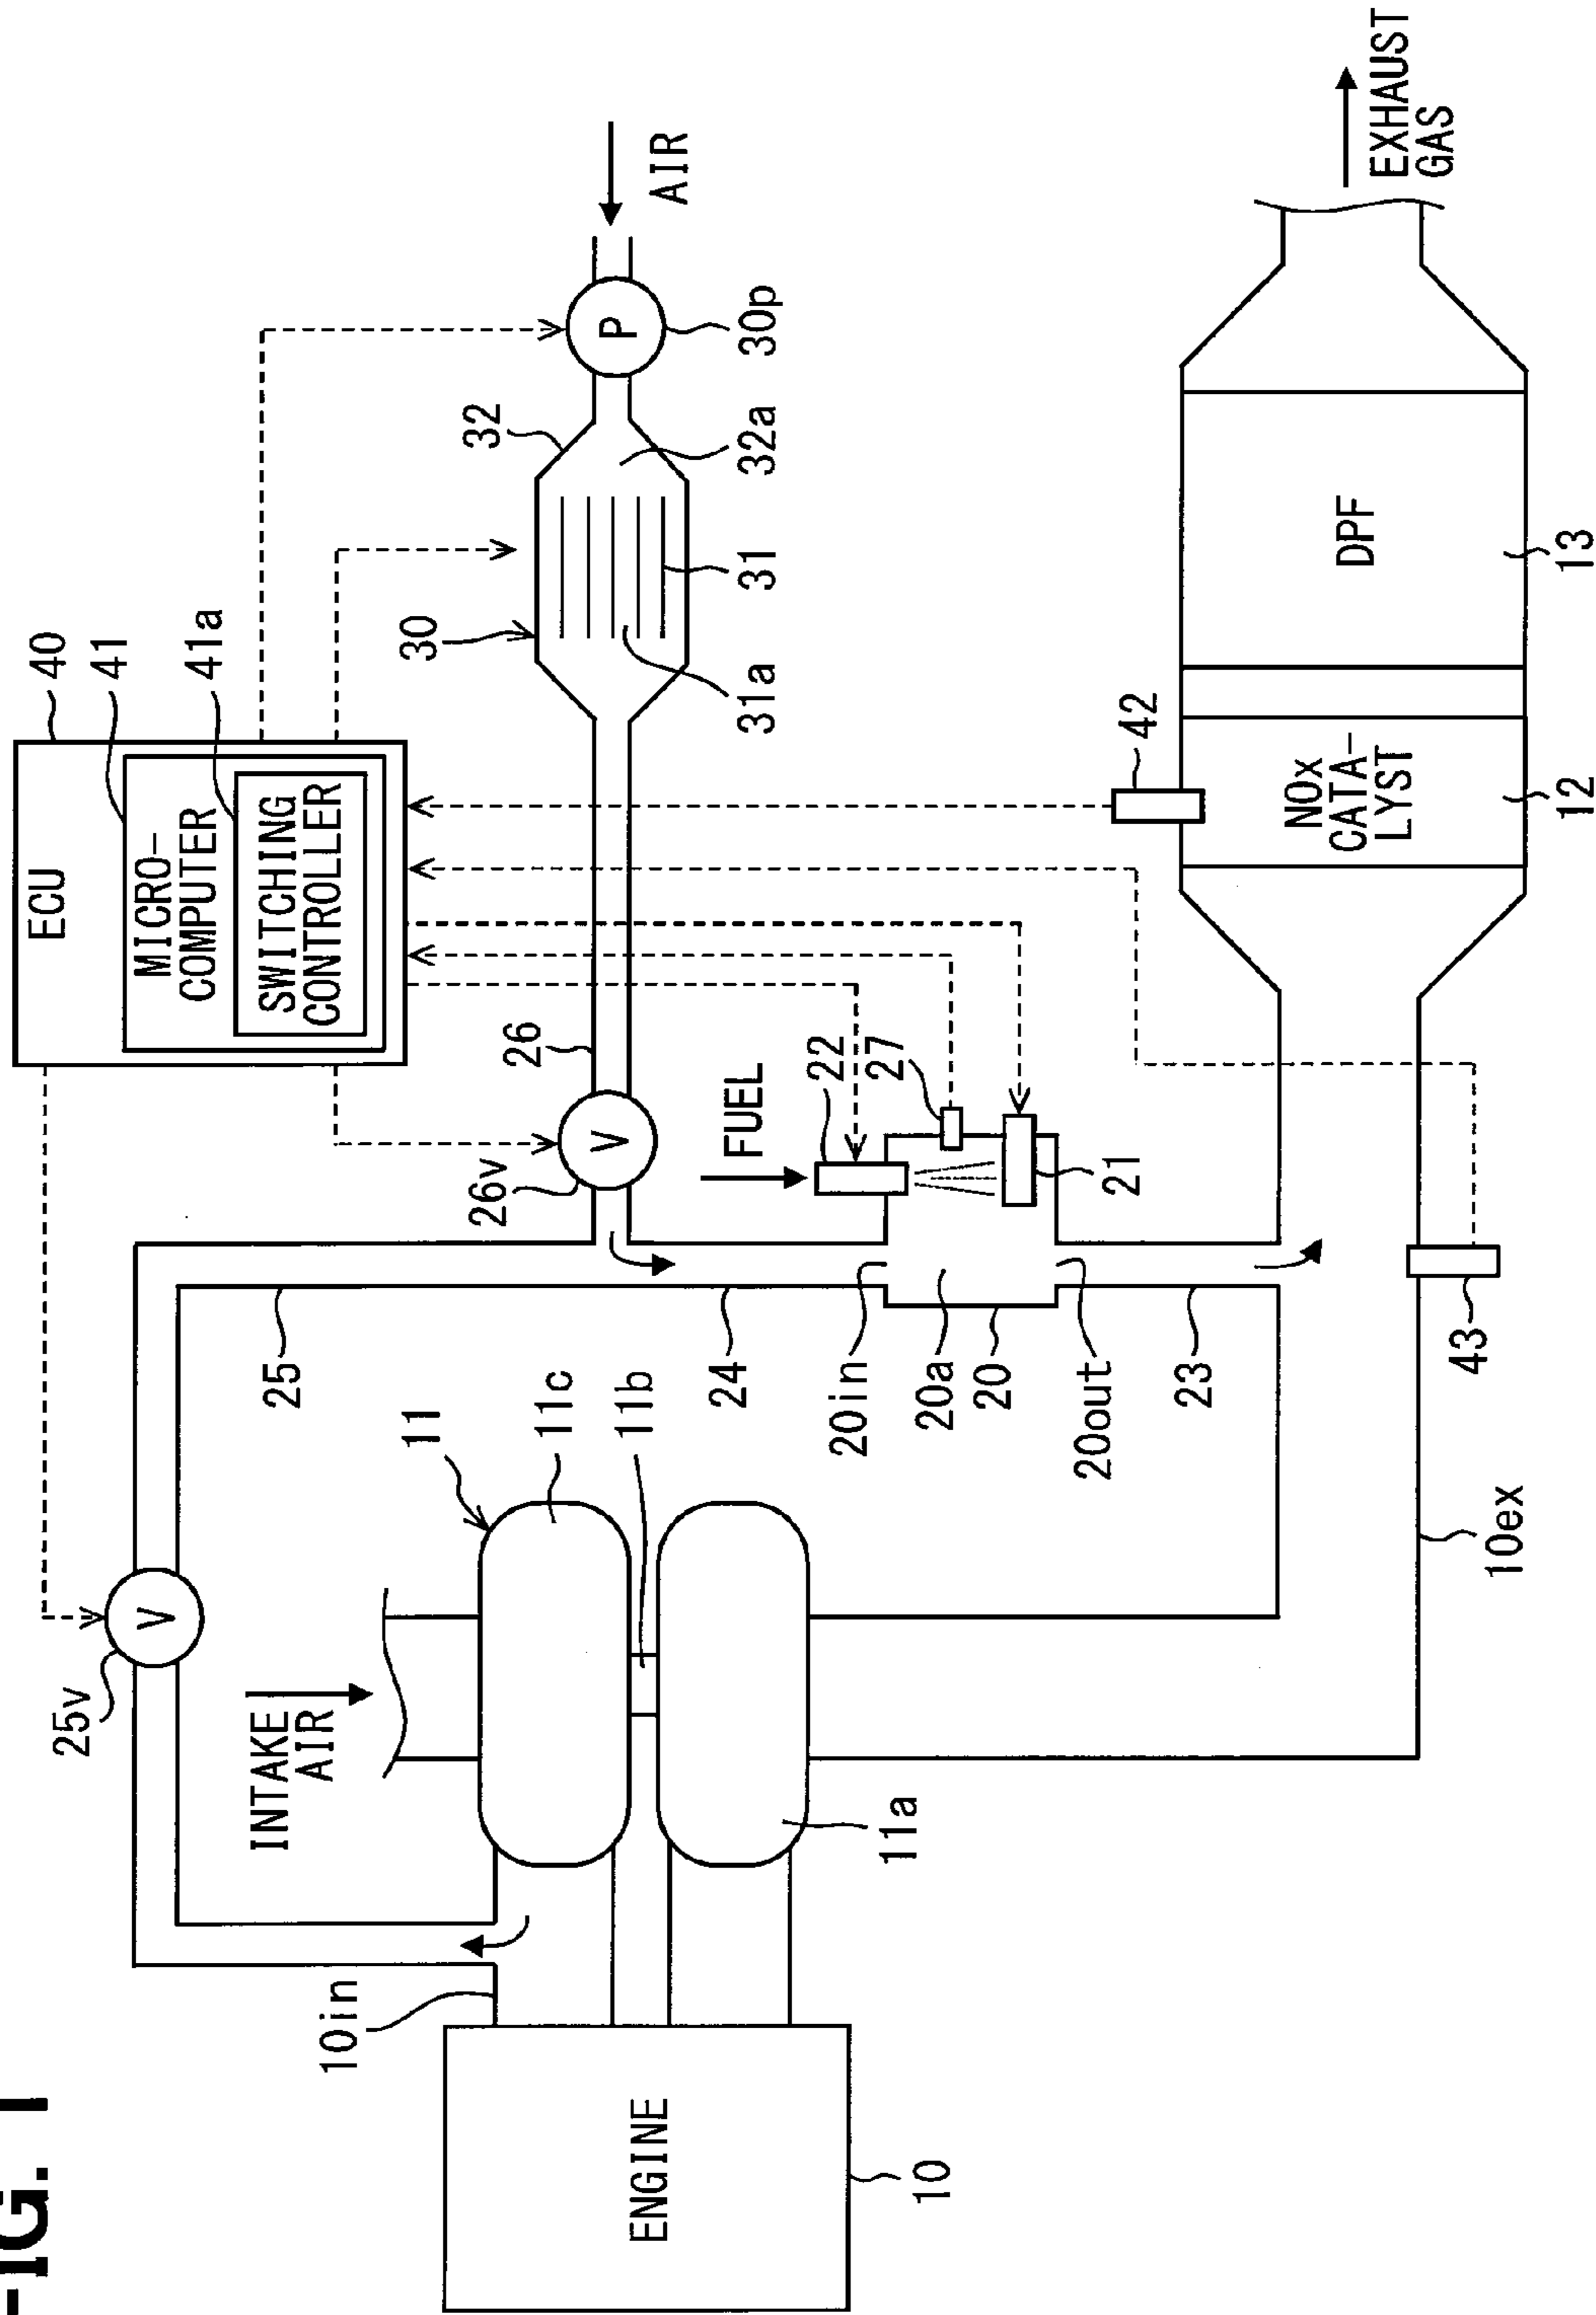 FIG. 1
ECU
40
25v
V
41
MICRO-
COMPUTER
41a
INTAKE
AIR
SWITCHING
CONTROLLER
25
10in
11
30
32
26v
26
11c
V
P
11b
ENGINE
AIR
24
FUEL
31a
31
32a
30p
22
20in
27
11a
10
20a
20
20out
21
42
23
NOx
CATA-
LYST
DPF
EXHAUST
GAS
43
10ex
12
13